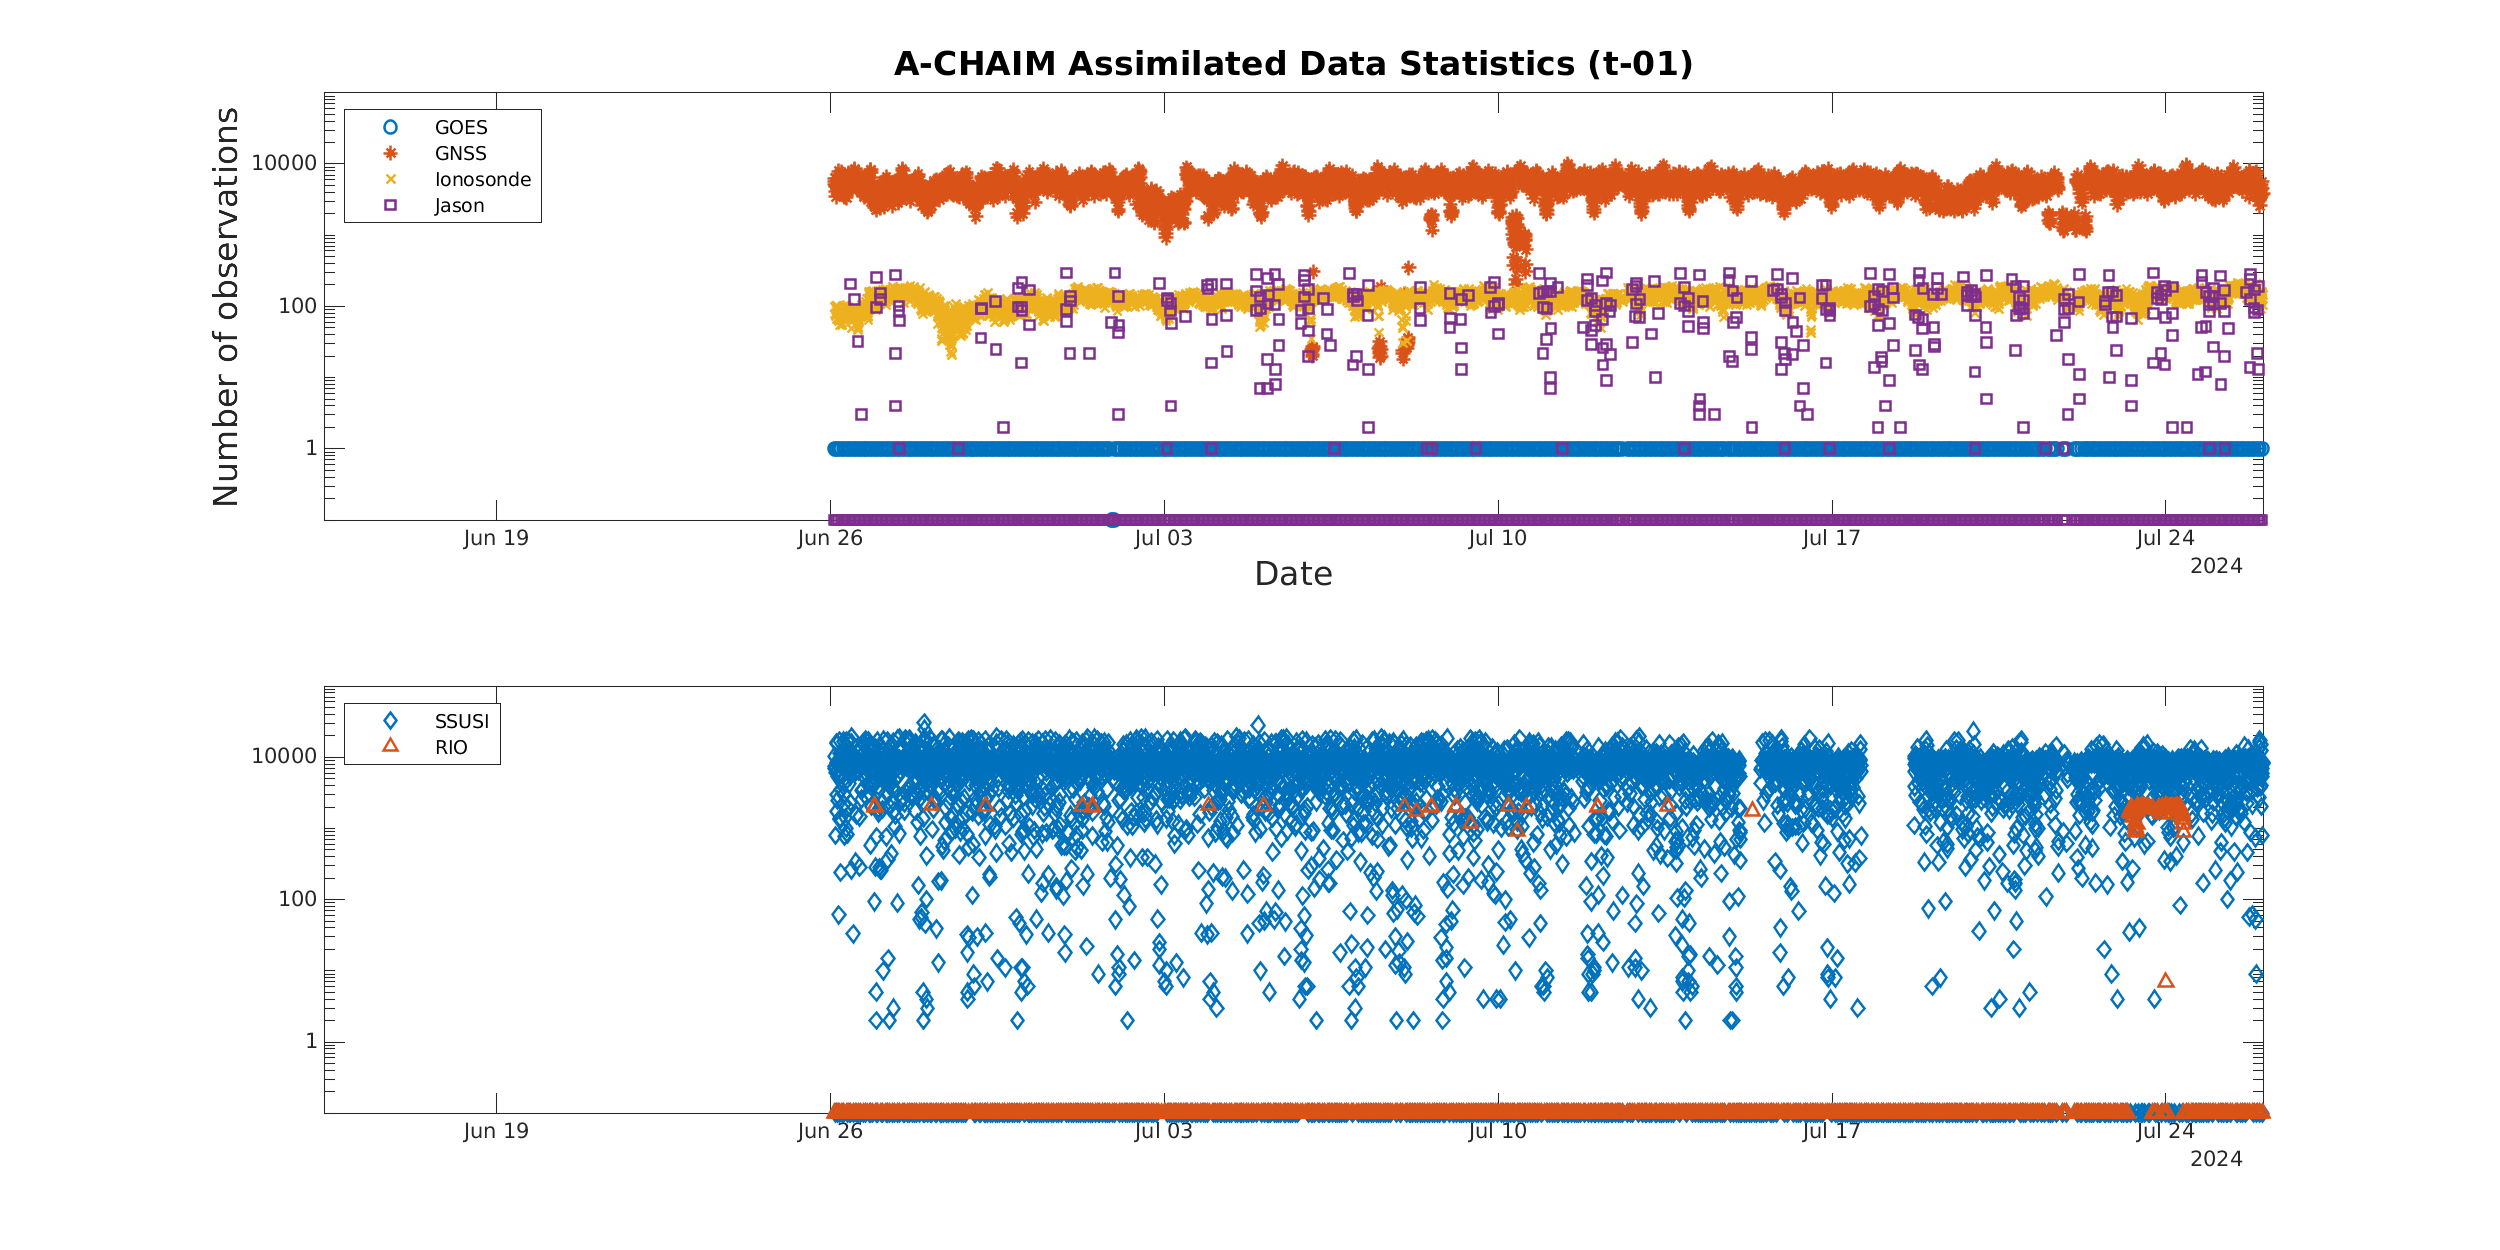 A-CHAIM Assimilated Data Statistics (t-01)
Number of observations
10000
100
1
GOES
GNSS
Ionosonde
Jason
Jun 19
Jun 26
Jul 03
Jul 10
Jul 17
Jul 24
2024
Date
10000
100
1
SSUSI
RIO
Jun 19
Jun 26
Jul 03
Jul 10
Jul 17
Jul 24
2024